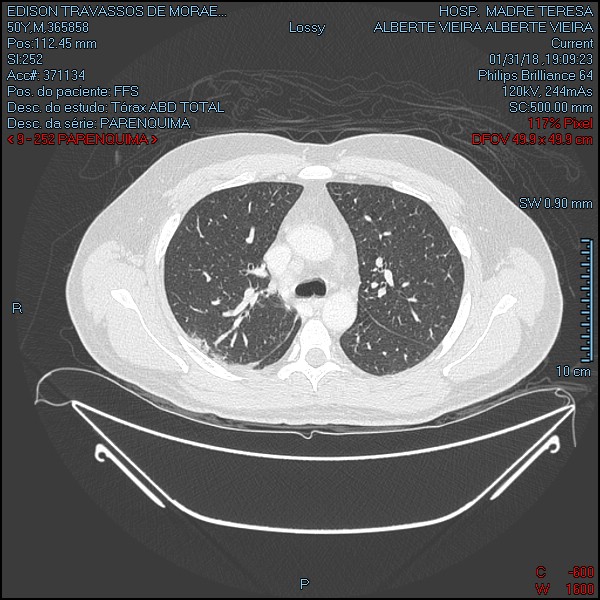 EDISON TRAVASSOS DE MORAE...
50Y,M,365858
Pos:112.45 mm
SI:252
Acc#: 371134
Pos. do paciente: FFS
Desc. do estudo: Tórax ABD TOTAL
Desc. da série: PARENQUIMA
< 9 - 252 PARENQUIMA >
Lossy
HOSP. MADRE TERESA
ALBERTE VIEIRA ALBERTE VIEIRA
Current
01/31/18 ,19:09:23
Philips Brilliance 64
120kV, 244mAs
SC:500.00 mm
117% Pixel
DFOV 49.9 x 49.9 cm
SW 0.90 mm
R
10 cm
P
C -600
W 1600